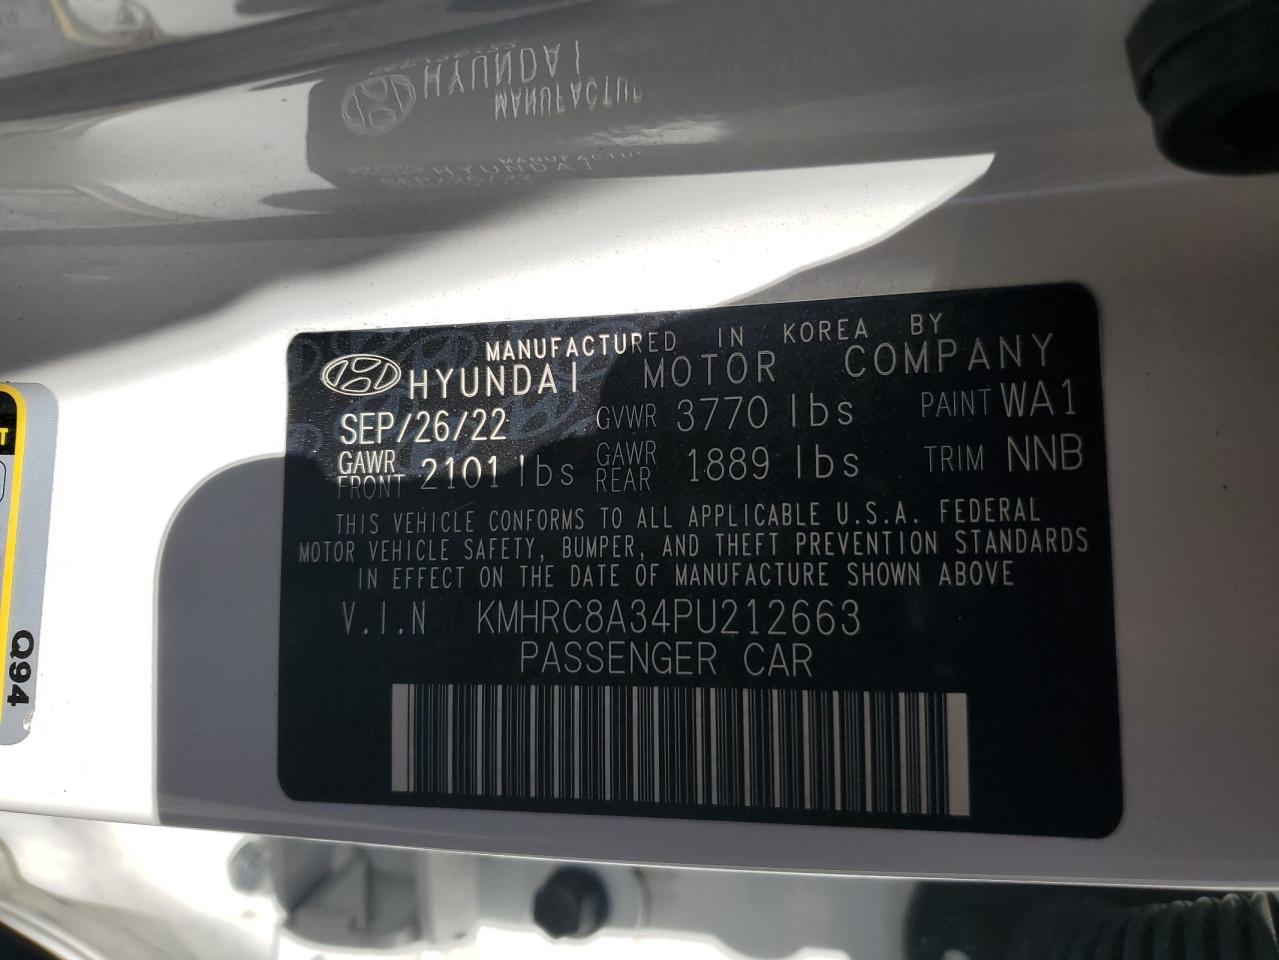 MANUFACTURED IN KOREA BY
HYUNDAI MOTOR COMPANY
SEP/26/22 GVWR 3770 lbs PAINT WA1
GAWR FRONT 2101 lbs GAWR REAR 1889 lbs TRIM NNB
THIS VEHICLE CONFORMS TO ALL APPLICABLE U.S.A. FEDERAL
MOTOR VEHICLE SAFETY, BUMPER, AND THEFT PREVENTION STANDARDS
IN EFFECT ON THE DATE OF MANUFACTURE SHOWN ABOVE
V.I.N KMHRC8A34PU212663
PASSENGER CAR
Q94
HYUNDAI
MANUFACTU